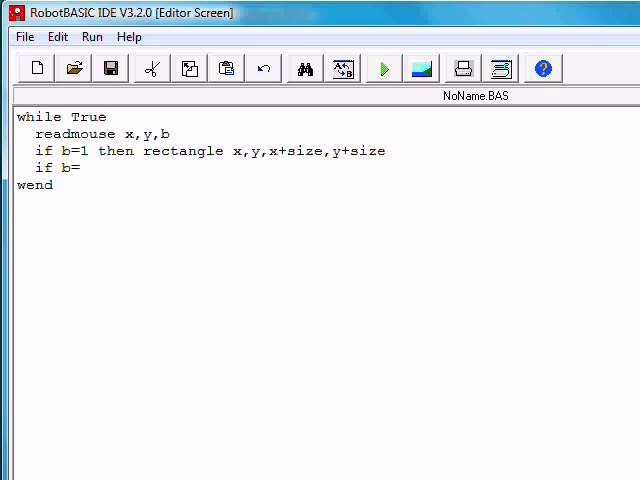 RobotBASIC IDE V3.2.0 [Editor Screen]
File Edit Run Help
A B
?
NoName.BAS
while True
readmouse x,y,b
if b=1 then rectangle x,y,x+size,y+size
if b=
wend